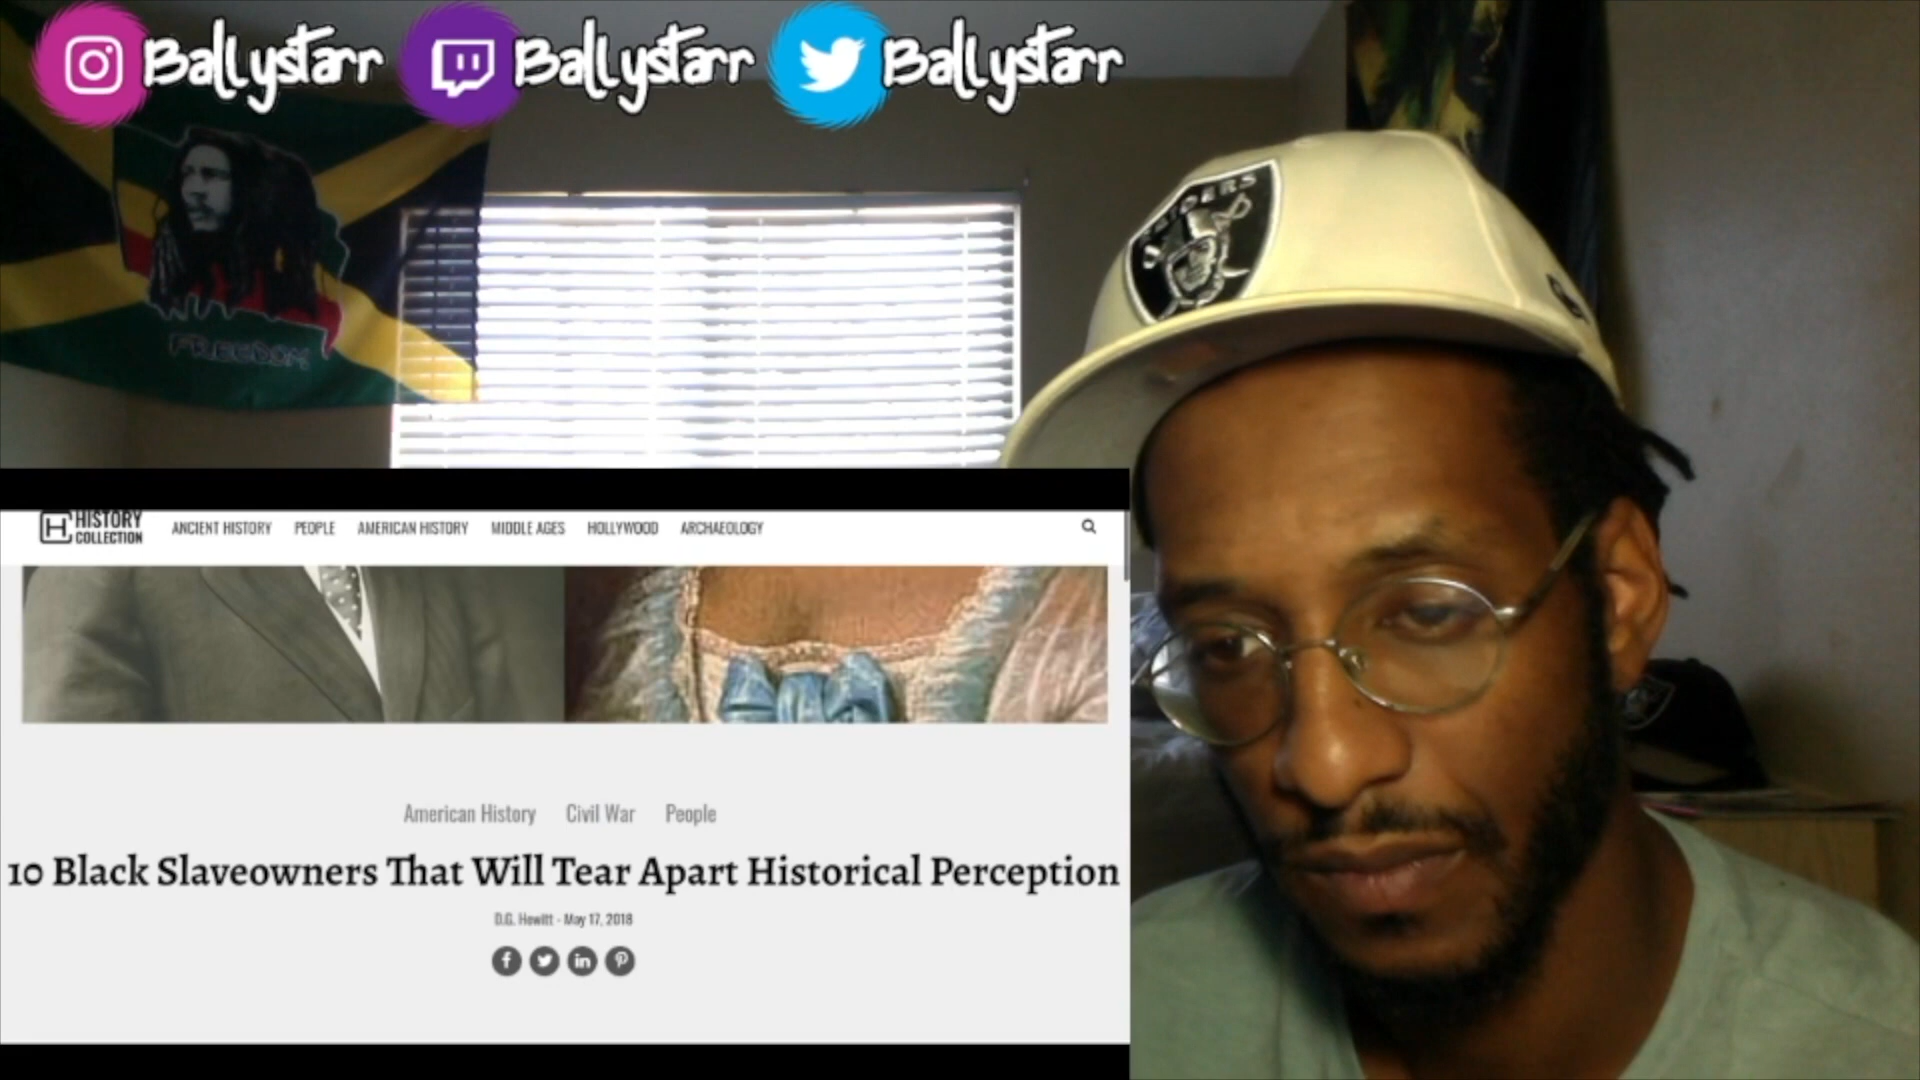 Ballystarr Ballystarr Ballystarr
RAIDERS
FREEDOM
HISTORY
COLLECTION
ANCIENT HISTORY PEOPLE AMERICAN HISTORY MIDDLE AGES HOLLYWOOD ARCHAEOLOGY
American History Civil War People
10 Black Slaveowners That Will Tear Apart Historical Perception
D.G. Hewitt - May 17, 2018